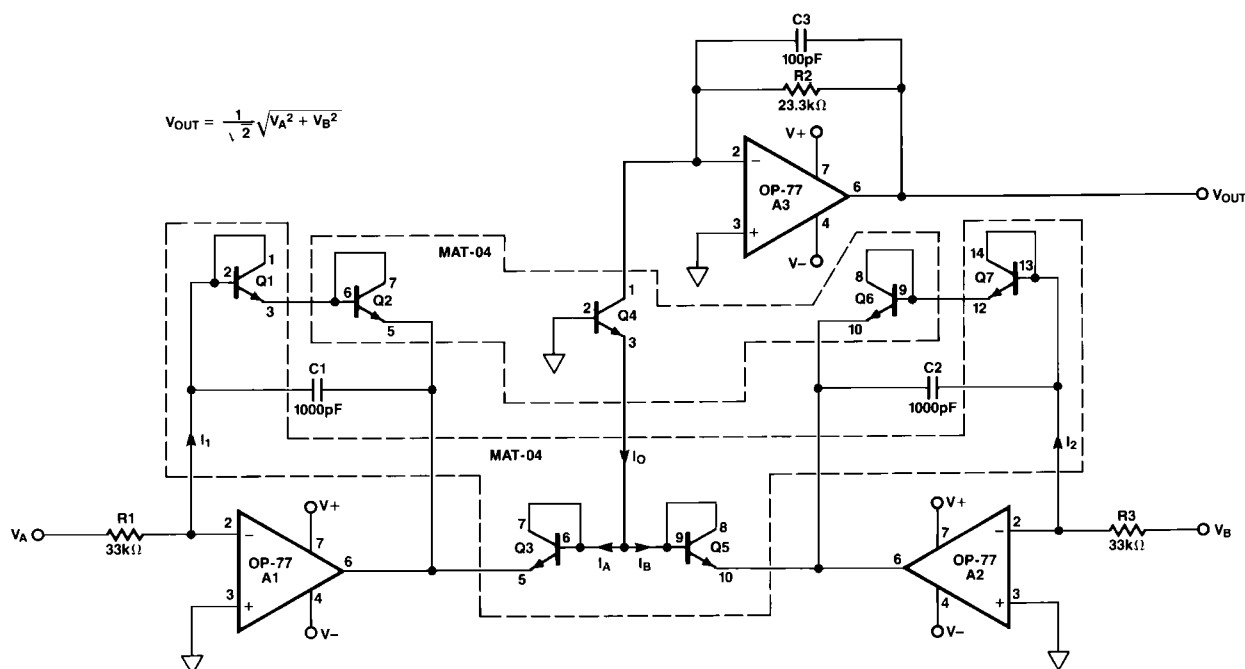 C3
100pF
R2
23.3kΩ
VOUT = 1/√2 √VA² + VB²
V+
2
−
7
OP-77
A3
6
VOUT
3
+
4
V−
MAT-04
1
2
Q1
3
7
6
Q2
5
1
2
Q4
3
8
9
Q6
10
14
13
Q7
12
C1
1000pF
C2
1000pF
I1
IO
I2
MAT-04
VA
R1
33kΩ
2
−
V+
7
OP-77
A1
6
3
+
4
V−
7
6
Q3
5
IA
IB
8
9
Q5
10
V+
7
−
2
6
OP-77
A2
4
+
3
V−
R3
33kΩ
VB